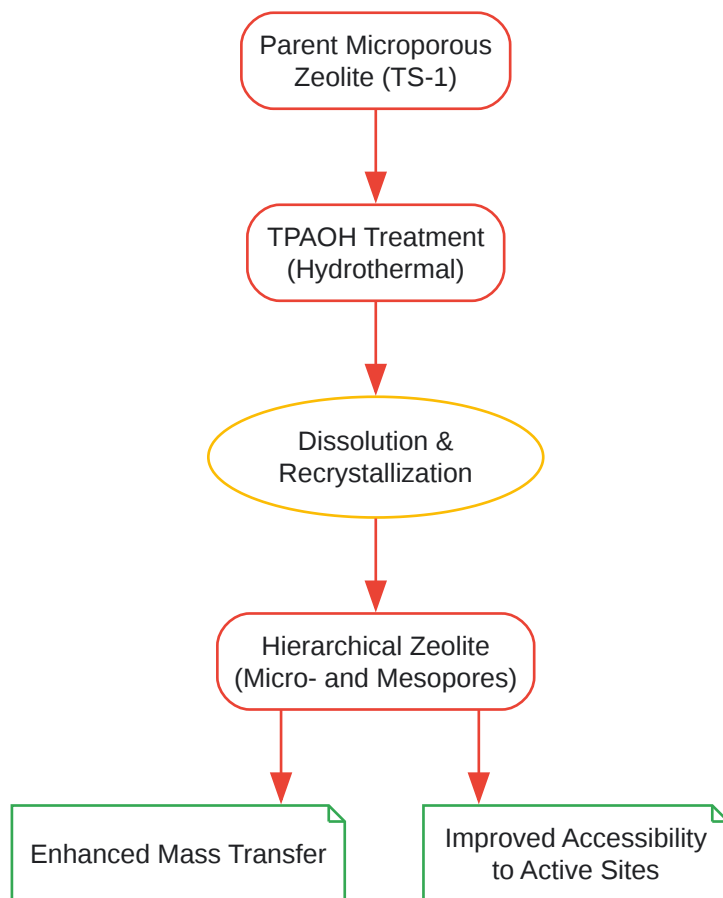 Parent Microporous
Zeolite (TS-1)
TPAOH Treatment
(Hydrothermal)
Dissolution &
Recrystallization
Hierarchical Zeolite
(Micro- and Mesopores)
Enhanced Mass Transfer
Improved Accessibility
to Active Sites